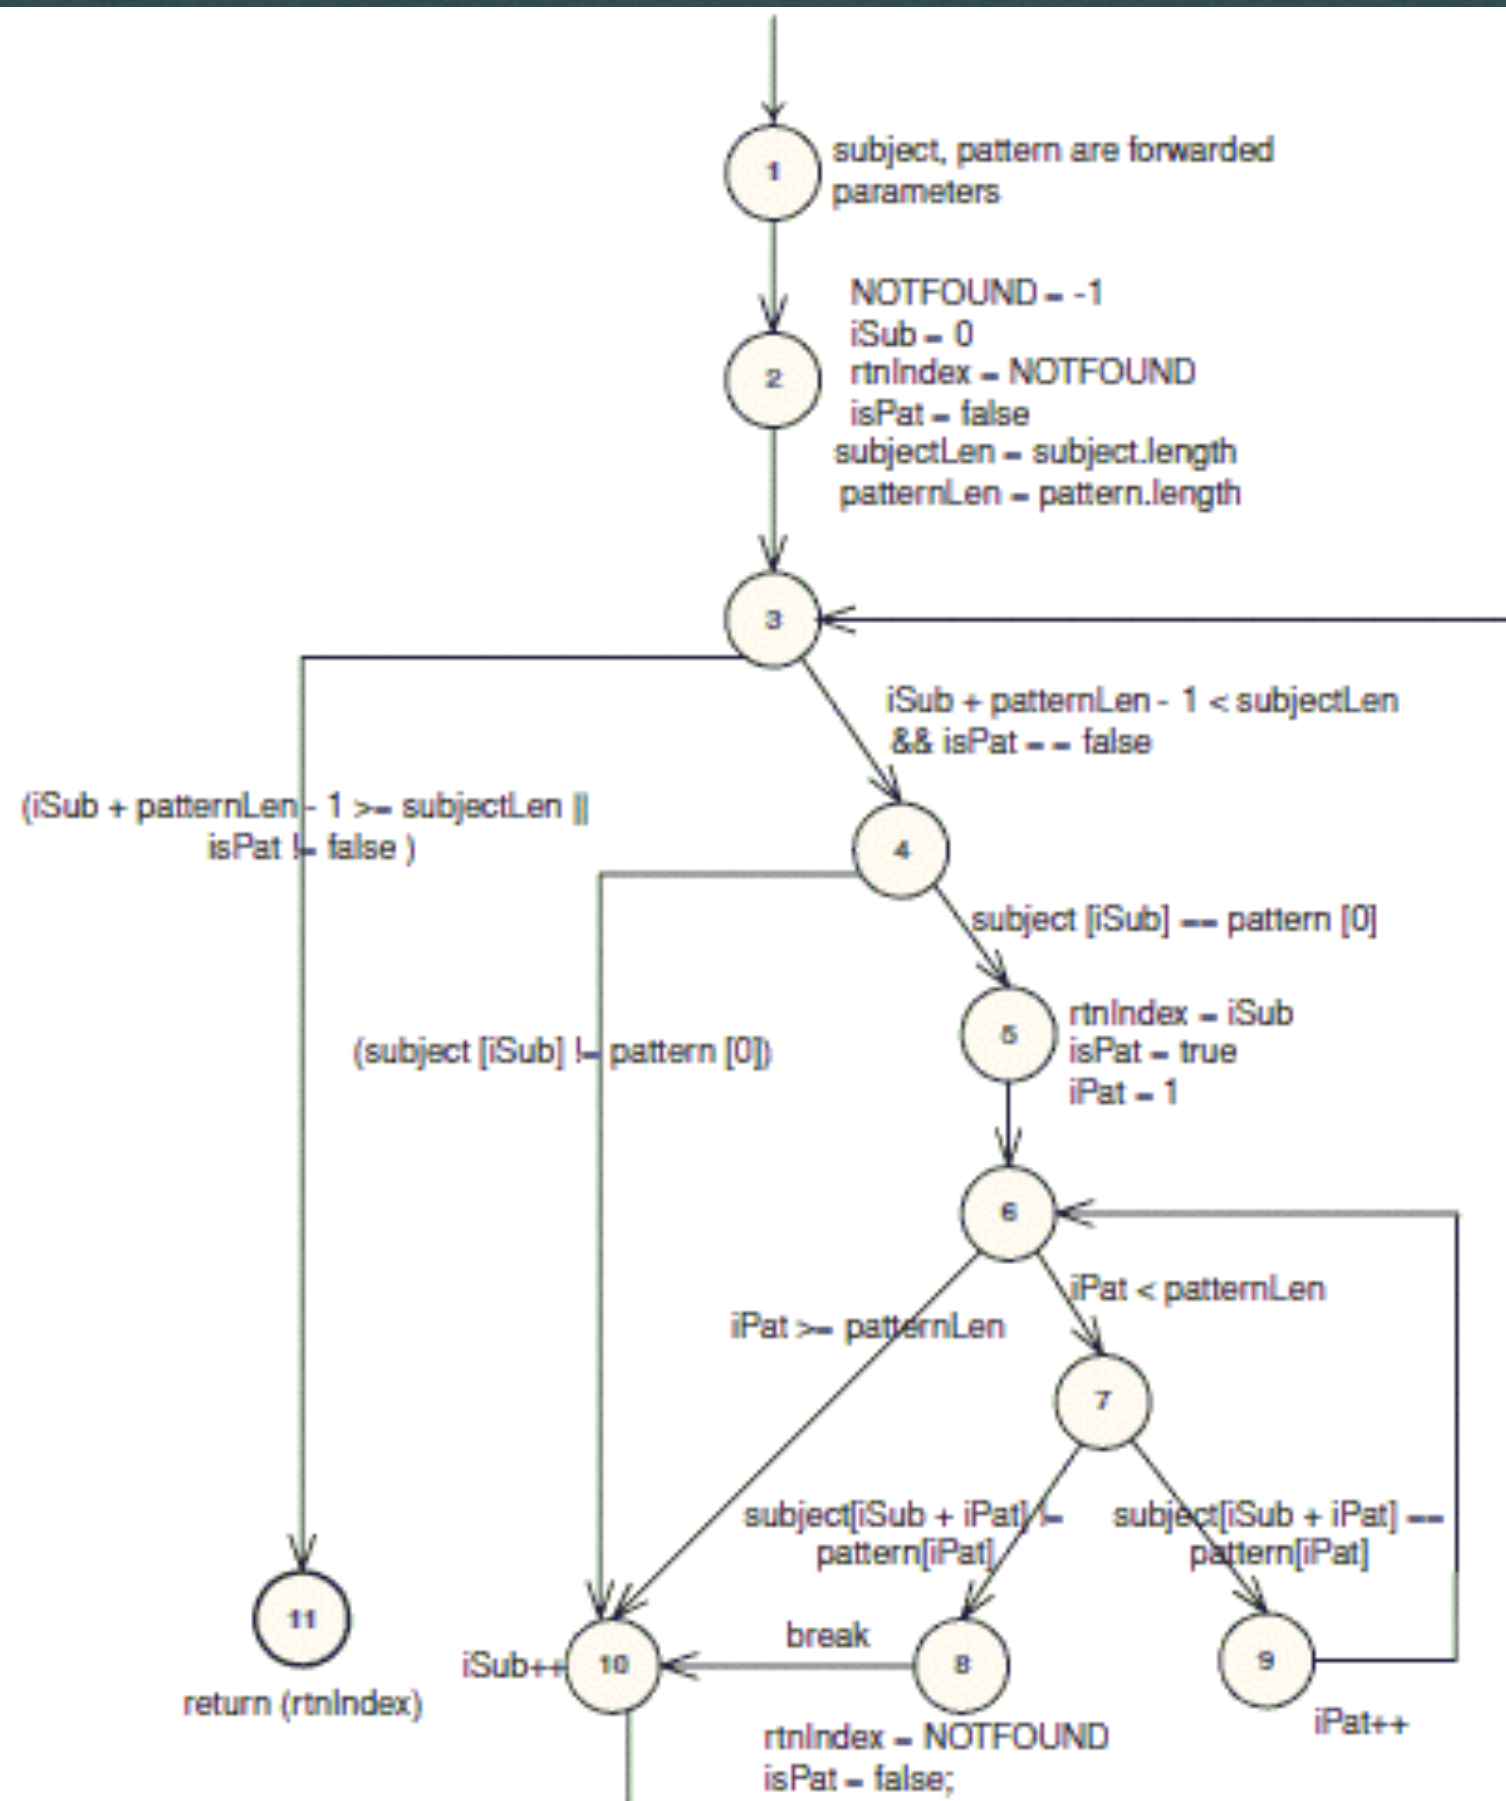 1
subject, pattern are forwarded
parameters
NOTFOUND = -1
iSub = 0
2
rtnIndex = NOTFOUND
isPat = false
subjectLen = subject.length
patternLen = pattern.length
3
iSub + patternLen - 1 < subjectLen
&& isPat = = false
(iSub + patternLen - 1 >= subjectLen ||
isPat != false )
4
subject [iSub] == pattern [0]
(subject [iSub] != pattern [0])
5
rtnIndex = iSub
isPat = true
iPat = 1
6
iPat < patternLen
iPat >= patternLen
7
subject[iSub + iPat] !=
pattern[iPat]
subject[iSub + iPat] ==
pattern[iPat]
11
return (rtnIndex)
iSub++
10
break
8
9
rtnIndex = NOTFOUND
isPat = false;
iPat++